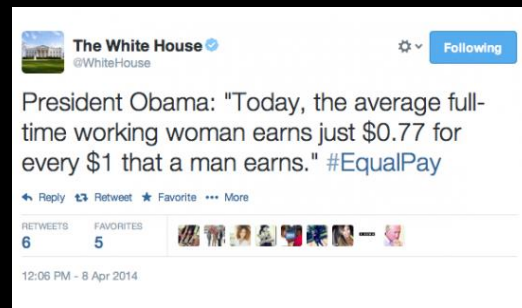 The White House
@WhiteHouse
Following
President Obama: "Today, the average full-
time working woman earns just $0.77 for
every $1 that a man earns." #EqualPay
Reply Retweet Favorite More
RETWEETS FAVORITES
6 5
12:06 PM - 8 Apr 2014